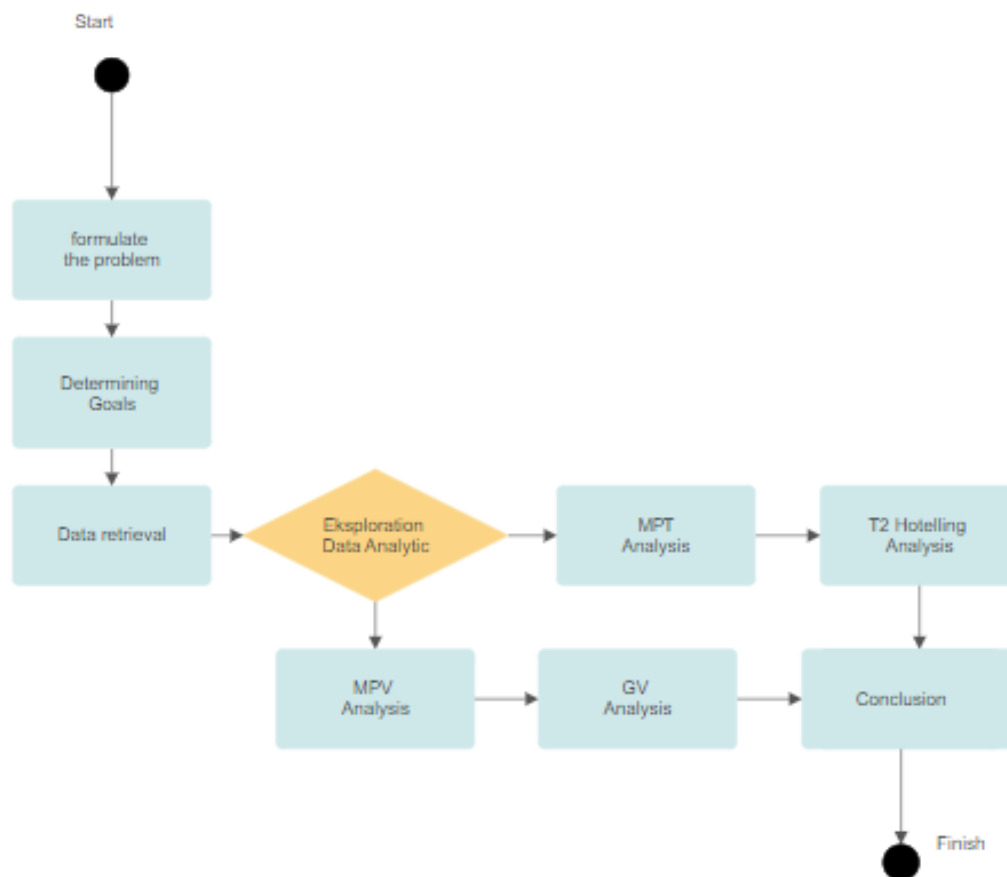 Start
formulate
the problem
Determining
Goals
Data retrieval
Eksploration
Data Analytic
MPT
Analysis
T2 Hotelling
Analysis
MPV
Analysis
GV
Analysis
Conclusion
Finish